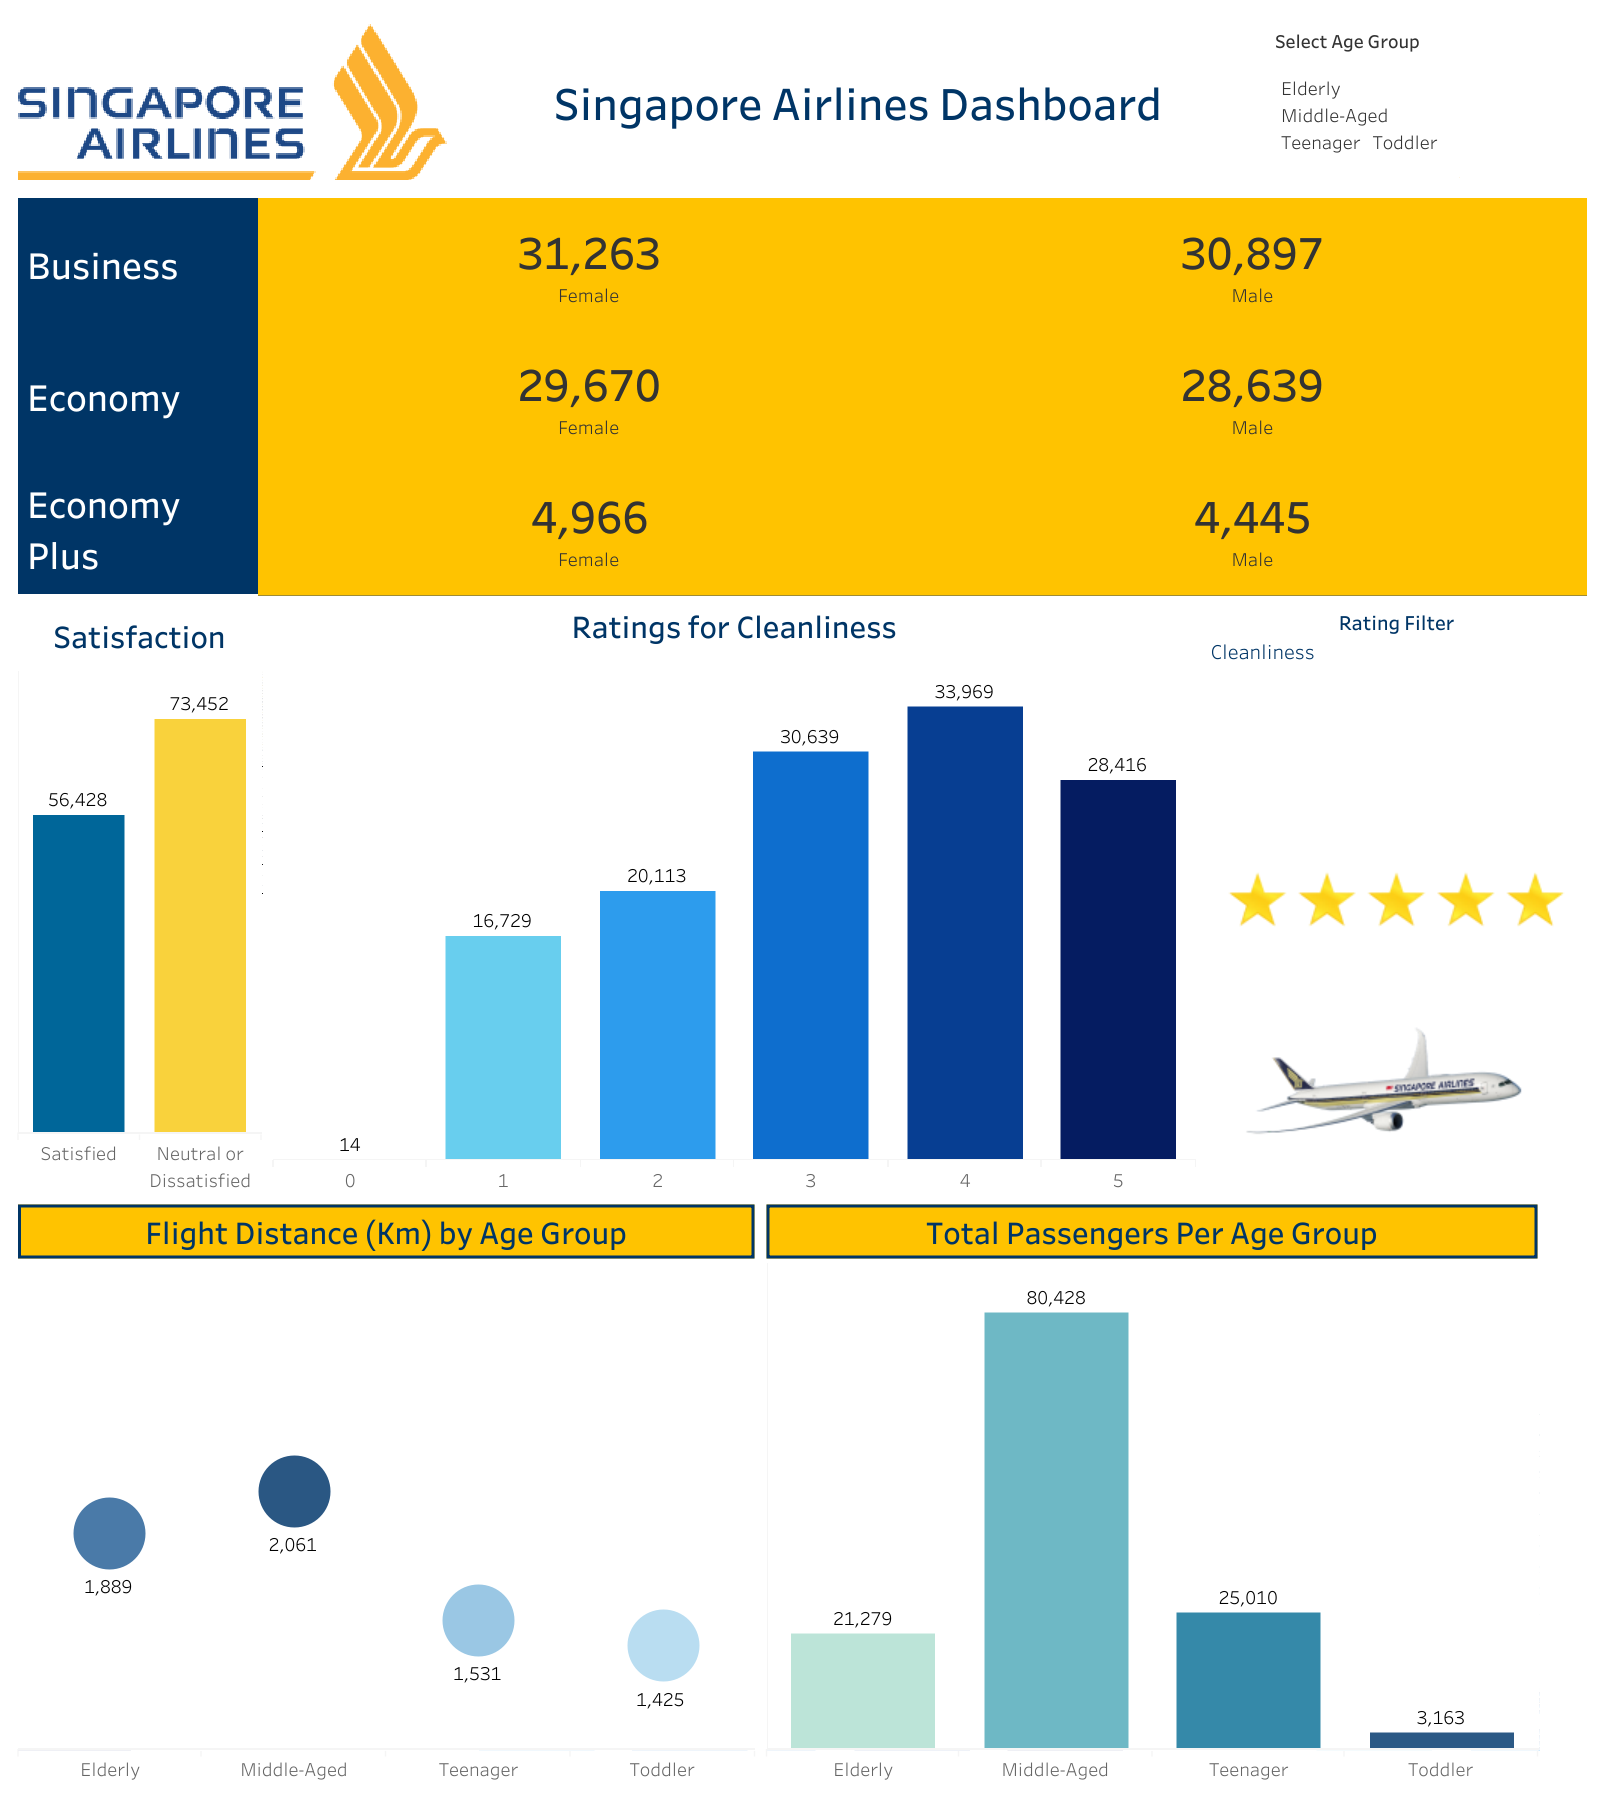 SINGAPORE
AIRLINES
Singapore Airlines Dashboard
Select Age Group
Elderly
Middle-Aged
Teenager Toddler
Business
31,263
Female
30,897
Male
Economy
29,670
Female
28,639
Male
Economy
Plus
4,966
Female
4,445
Male
Satisfaction
73,452
56,428
Satisfied
Neutral or
Dissatisfied
Ratings for Cleanliness
33,969
30,639
28,416
20,113
16,729
14
0 1 2 3 4 5
Rating Filter
Cleanliness
SINGAPORE AIRLINES
Flight Distance (Km) by Age Group
2,061
1,889
1,531
1,425
Elderly Middle-Aged Teenager Toddler
Total Passengers Per Age Group
80,428
25,010
21,279
3,163
Elderly Middle-Aged Teenager Toddler